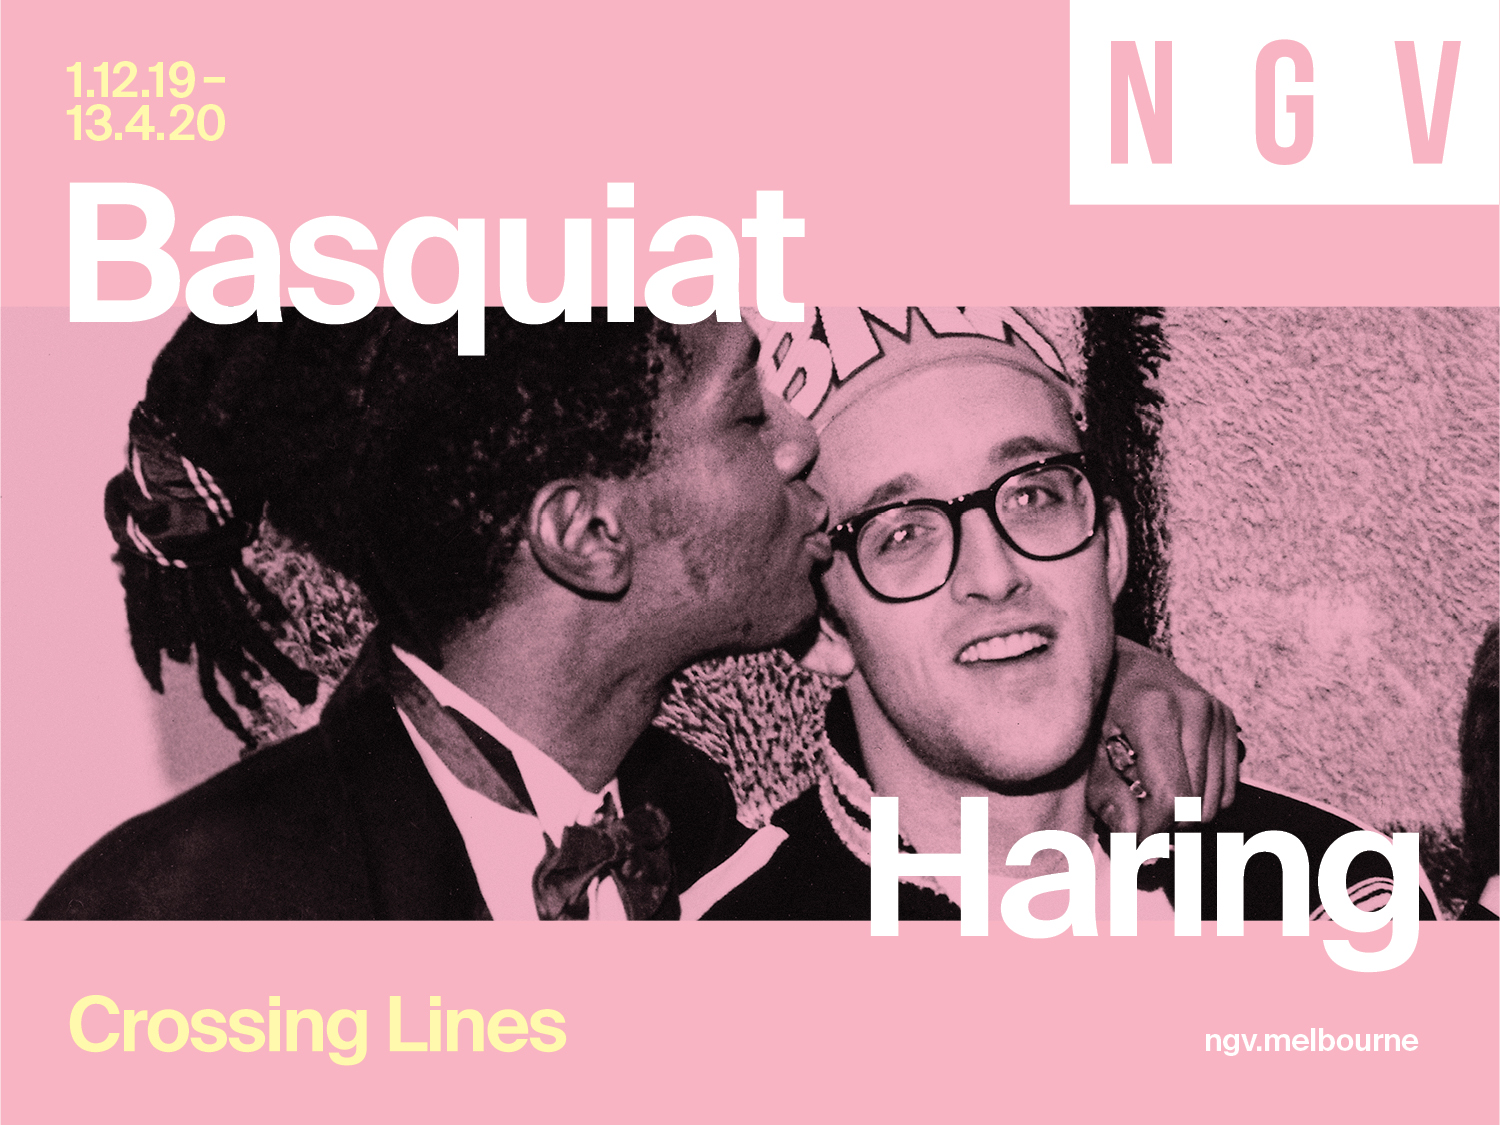 1.12.19 –
13.4.20
N G V
Basquiat
Haring
Crossing Lines
ngv.melbourne